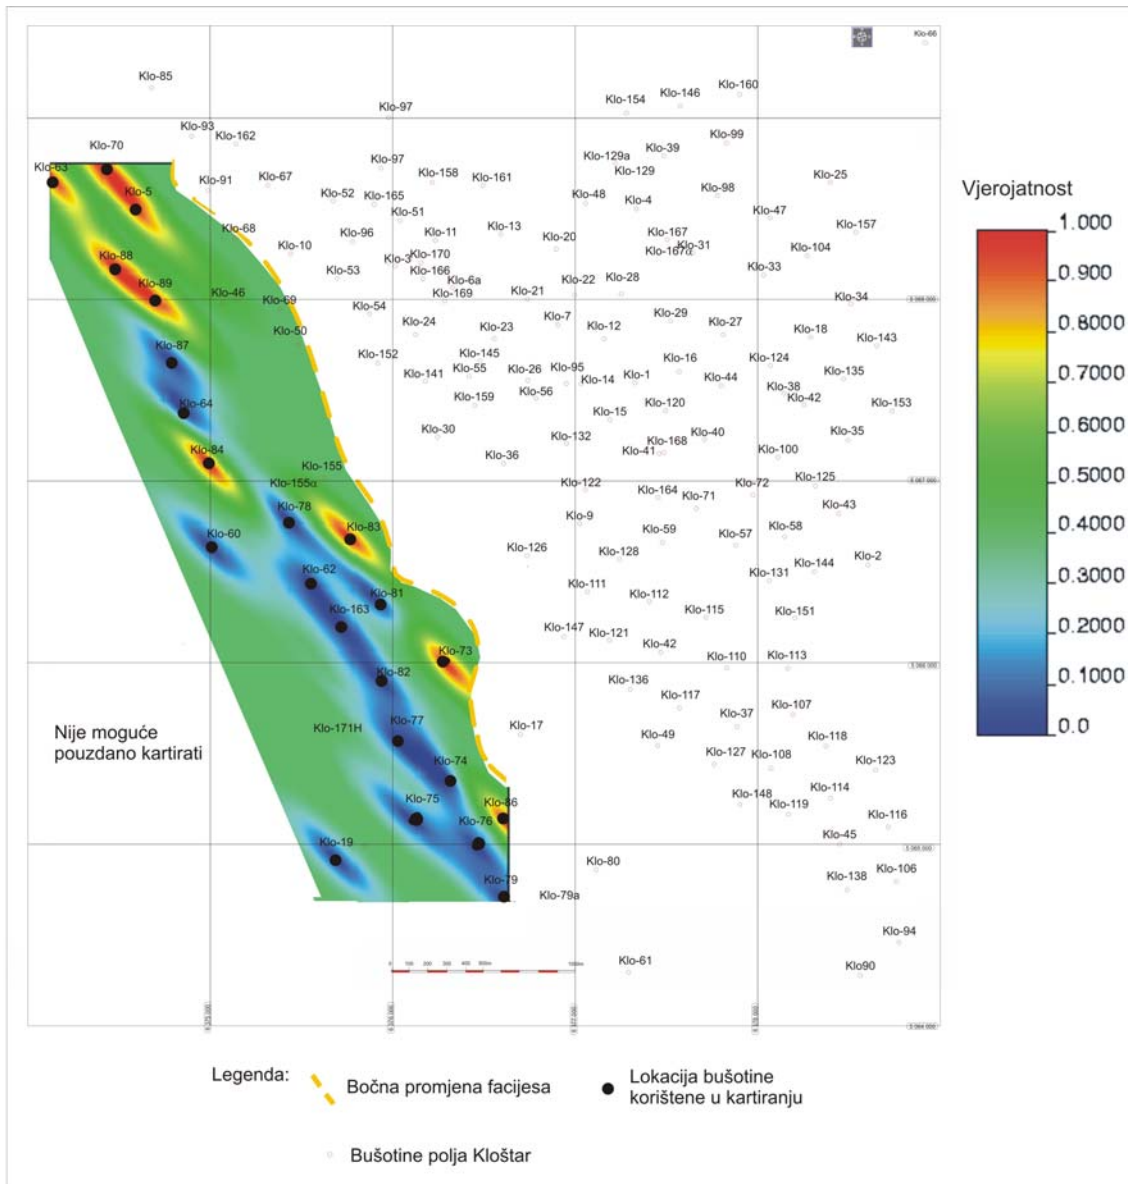 Klo-66
Klo-85
Klo-160
Klo-146
Klo-154
Klo-97
Klo-93
Klo-162
Klo-99
Klo-70
Klo-39
Klo-129a
Klo-97
Klo-129
Klo-63
Klo-91
Klo-67
Klo-158
Klo-161
Klo-25
Klo-5
Klo-52
Klo-165
Klo-48
Klo-4
Klo-98
Klo-51
Klo-47
Klo-68
Klo-96
Klo-11
Klo-13
Klo-20
Klo-167
Klo-31
Klo-157
Klo-10
Klo-3
Klo-170
Klo-167α
Klo-104
Klo-88
Klo-53
Klo-166
Klo-6a
Klo-22
Klo-28
Klo-33
Klo-89
Klo-46
Klo-69
Klo-169
Klo-21
Klo-34
Klo-54
Klo-24
Klo-23
Klo-7
Klo-12
Klo-29
Klo-27
Klo-18
Klo-50
Klo-143
Klo-87
Klo-152
Klo-145
Klo-141
Klo-55
Klo-26
Klo-95
Klo-14
Klo-1
Klo-16
Klo-44
Klo-124
Klo-135
Klo-38
Klo-64
Klo-159
Klo-56
Klo-15
Klo-120
Klo-42
Klo-153
Klo-30
Klo-132
Klo-40
Klo-35
Klo-84
Klo-36
Klo-41
Klo-168
Klo-100
Klo-155
Klo-155α
Klo-122
Klo-164
Klo-72
Klo-125
Klo-71
Klo-78
Klo-9
Klo-43
Klo-60
Klo-83
Klo-59
Klo-57
Klo-58
Klo-126
Klo-128
Klo-2
Klo-62
Klo-131
Klo-144
Klo-81
Klo-111
Klo-112
Klo-163
Klo-115
Klo-151
Klo-147
Klo-121
Klo-73
Klo-42
Klo-110
Klo-113
Klo-82
Klo-136
Klo-117
Klo-107
Klo-171H
Klo-77
Klo-17
Klo-49
Klo-37
Klo-118
Klo-74
Klo-127
Klo-108
Klo-123
Klo-75
Klo-86
Klo-148
Klo-114
Klo-76
Klo-119
Klo-116
Klo-19
Klo-45
Klo-79
Klo-80
Klo-138
Klo-106
Klo-79a
Klo-94
Klo-61
Klo90
Nije moguće
pouzdano kartirati
Vjerojatnost
1.000
0.900
0.8000
0.7000
0.6000
0.5000
0.4000
0.3000
0.2000
0.1000
0.0
Legenda:
Bočna promjena facijesa
Lokacija bušotine
korištene u kartiranju
Bušotine polja Kloštar